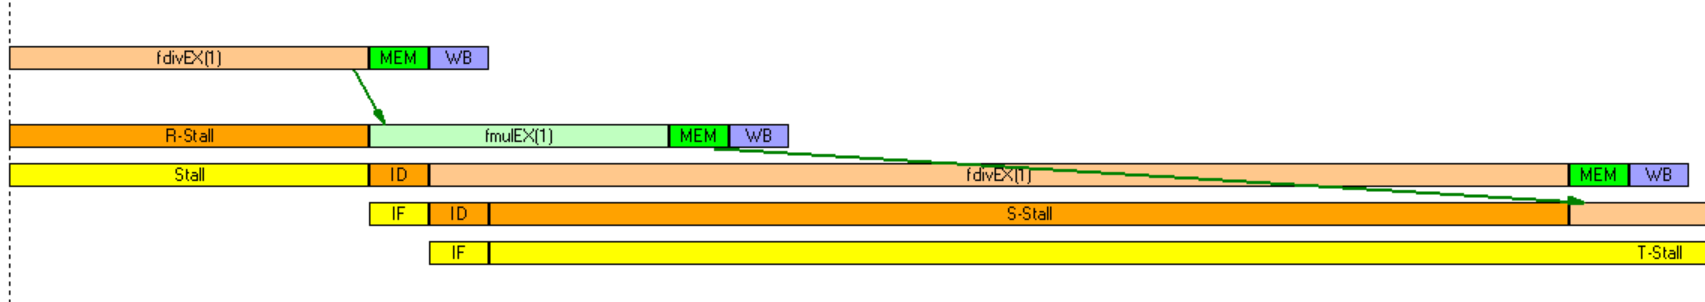 fdivEX(1) MEM WB
R-Stall fmulEX(1) MEM WB
Stall ID fdivEX(1) MEM WB
IF ID S-Stall
IF T-Stall